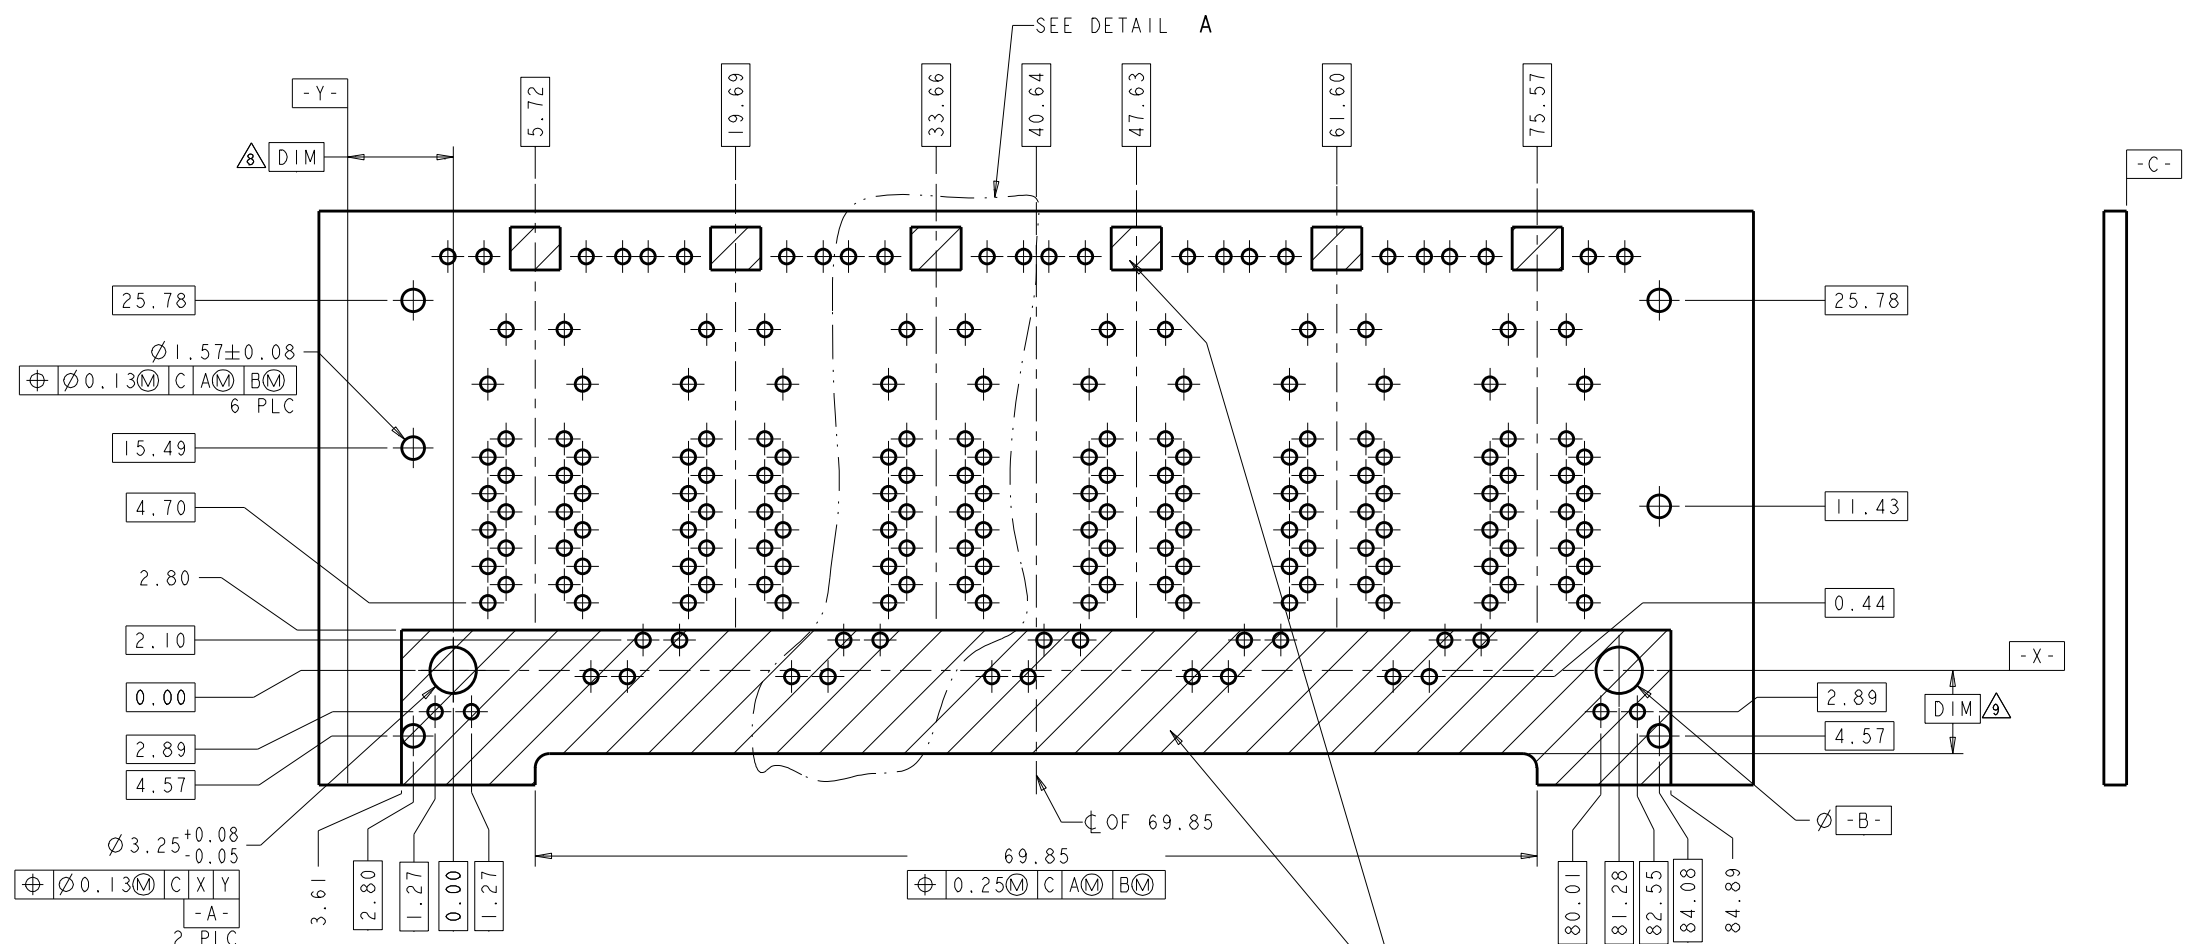 SEE DETAIL A
-Y-
5.72
19.69
33.66
40.64
47.63
61.60
75.57
8 DIM
-C-
25.78
25.78
Ø1.57±0.08
⌖ Ø0.13Ⓜ C AⓂ BⓂ
6 PLC
15.49
4.70
11.43
2.80
0.44
2.10
-X-
0.00
2.89
DIM 9
2.89
4.57
4.57
Ø3.25 +0.08 -0.05
⌖ Ø0.13Ⓜ C X Y
-A-
2 PLC
3.61
2.80
1.27
0.00
1.27
℄ OF 69.85
69.85
⌖ 0.25Ⓜ C AⓂ BⓂ
Ø -B-
80.01
81.28
82.55
84.08
84.89